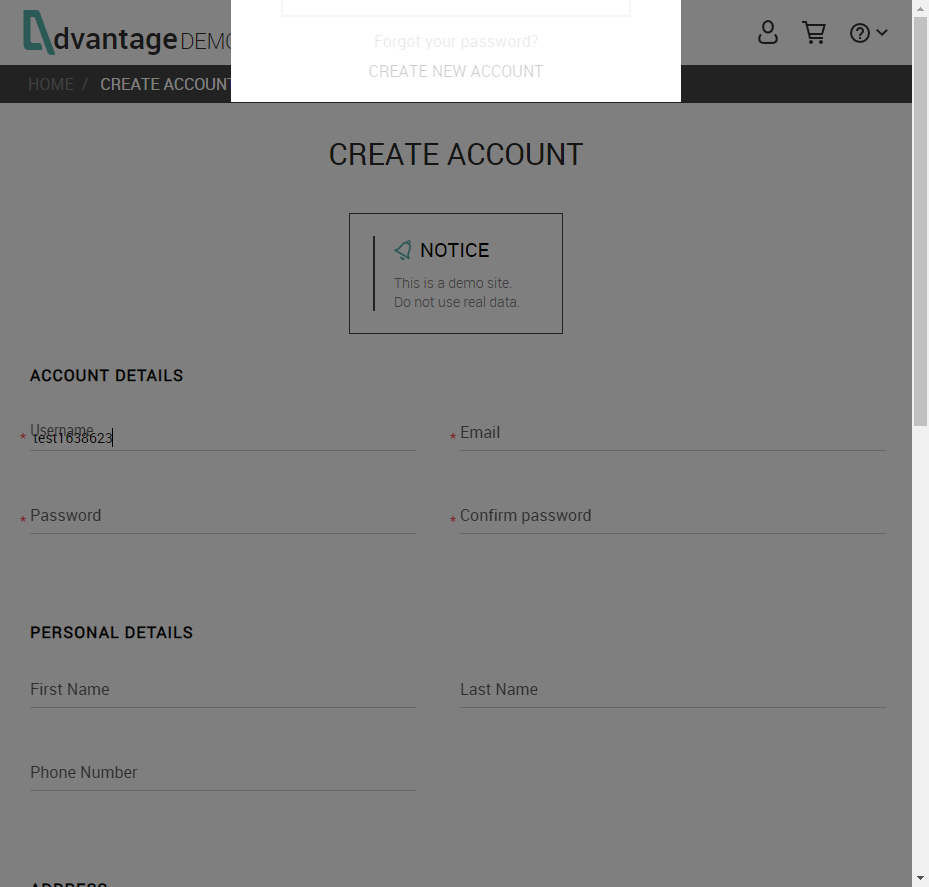 dvantage DEMO
Forgot your password?
CREATE NEW ACCOUNT
HOME / CREATE ACCOUNT
CREATE ACCOUNT
NOTICE
This is a demo site.
Do not use real data.
ACCOUNT DETAILS
Username
* test1638623
* Email
* Password
* Confirm password
PERSONAL DETAILS
First Name
Last Name
Phone Number
ADDRESS